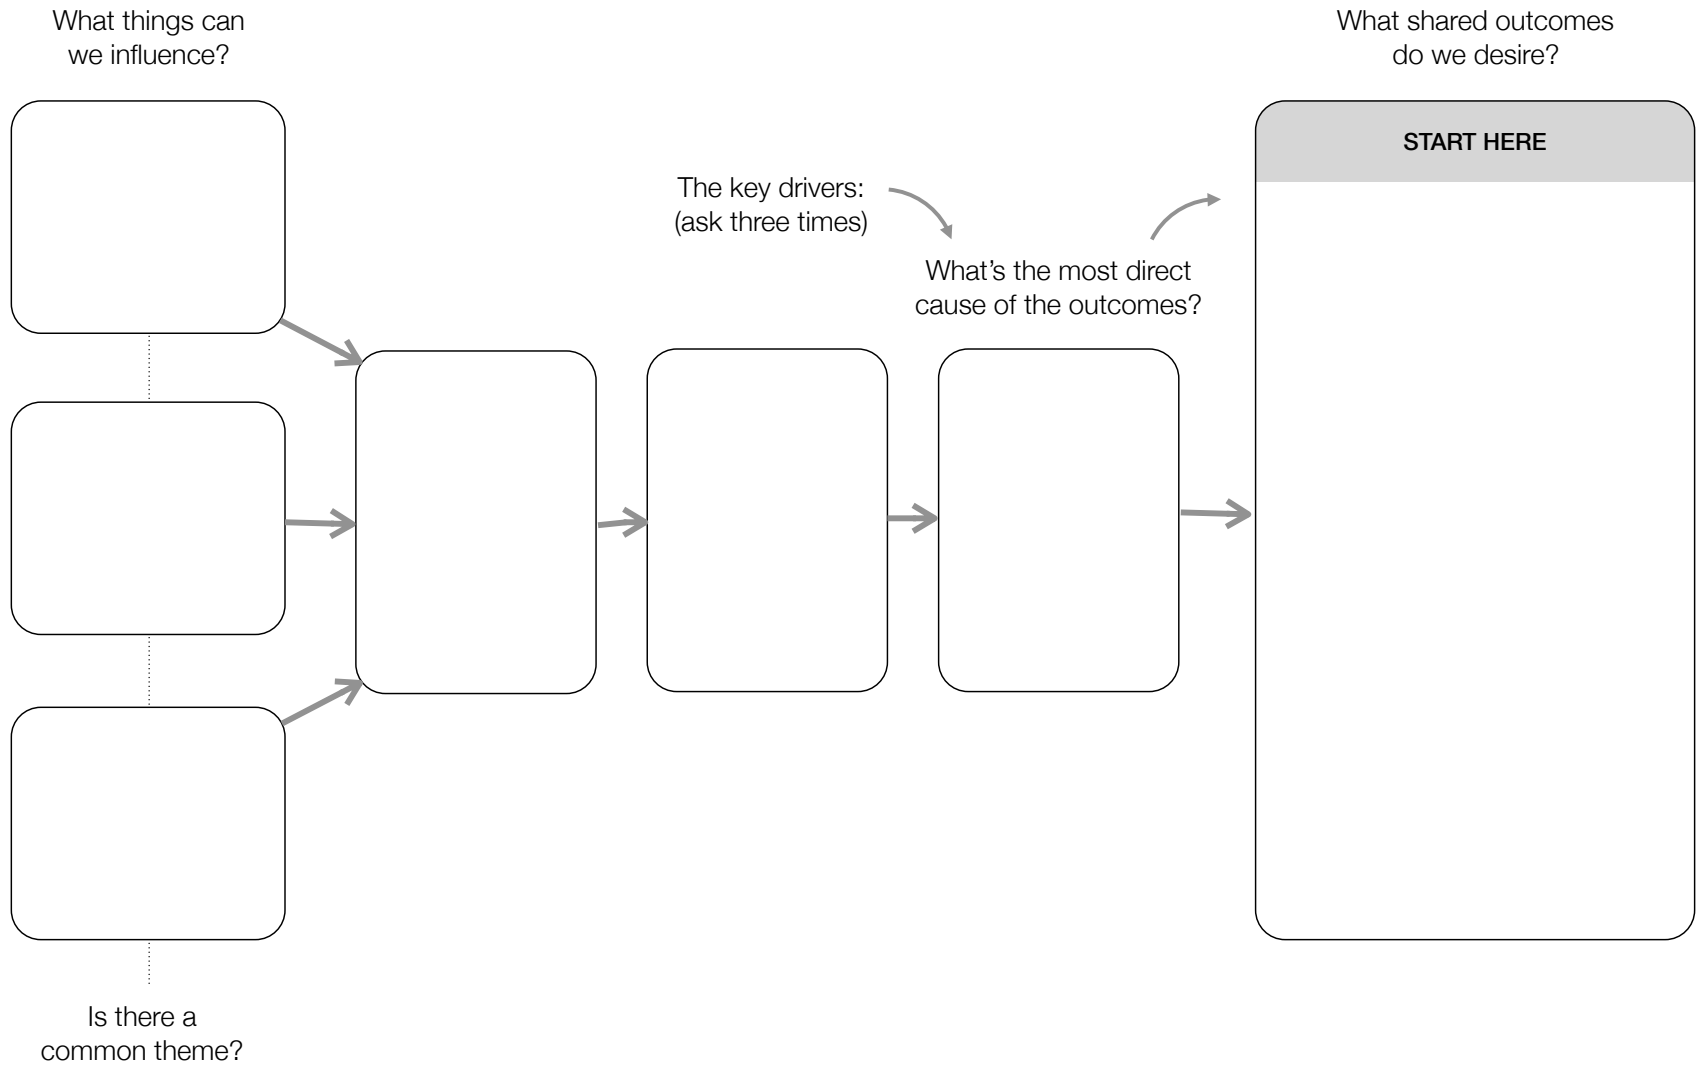 What things can
we influence?
What shared outcomes
do we desire?
START HERE
The key drivers:
(ask three times)
What’s the most direct
cause of the outcomes?
Is there a
common theme?